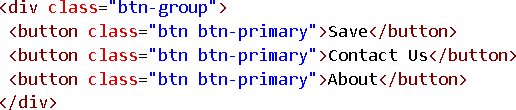 <div class="btn-group">
<button class="btn btn-primary">Save</button>
<button class="btn btn-primary">Contact Us</button>
<button class="btn btn-primary">About</button>
</div>